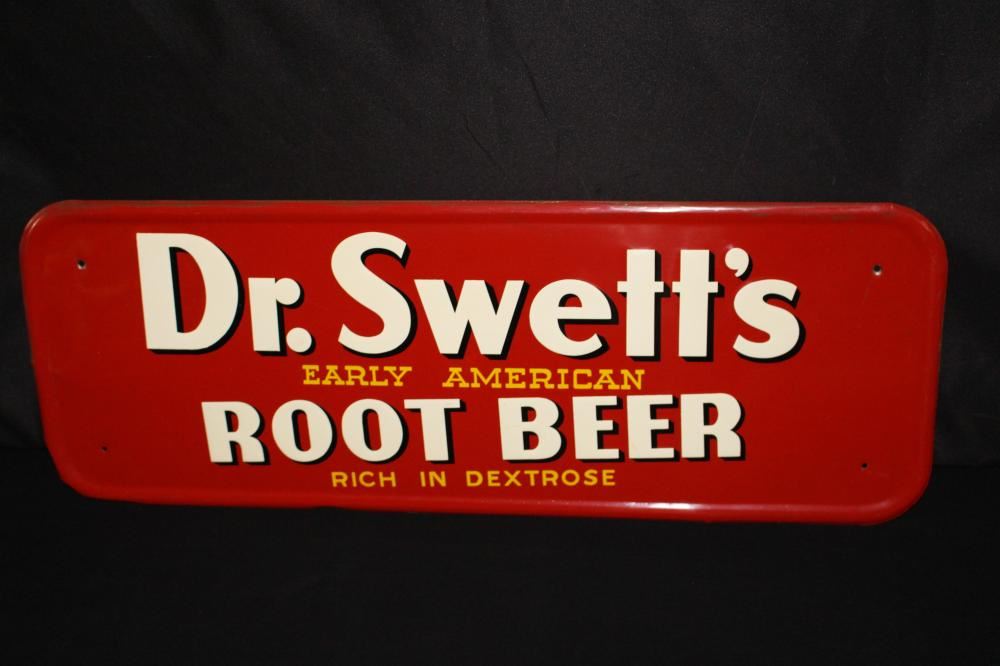 Dr. Swett's
EARLY AMERICAN
ROOT BEER
RICH IN DEXTROSE